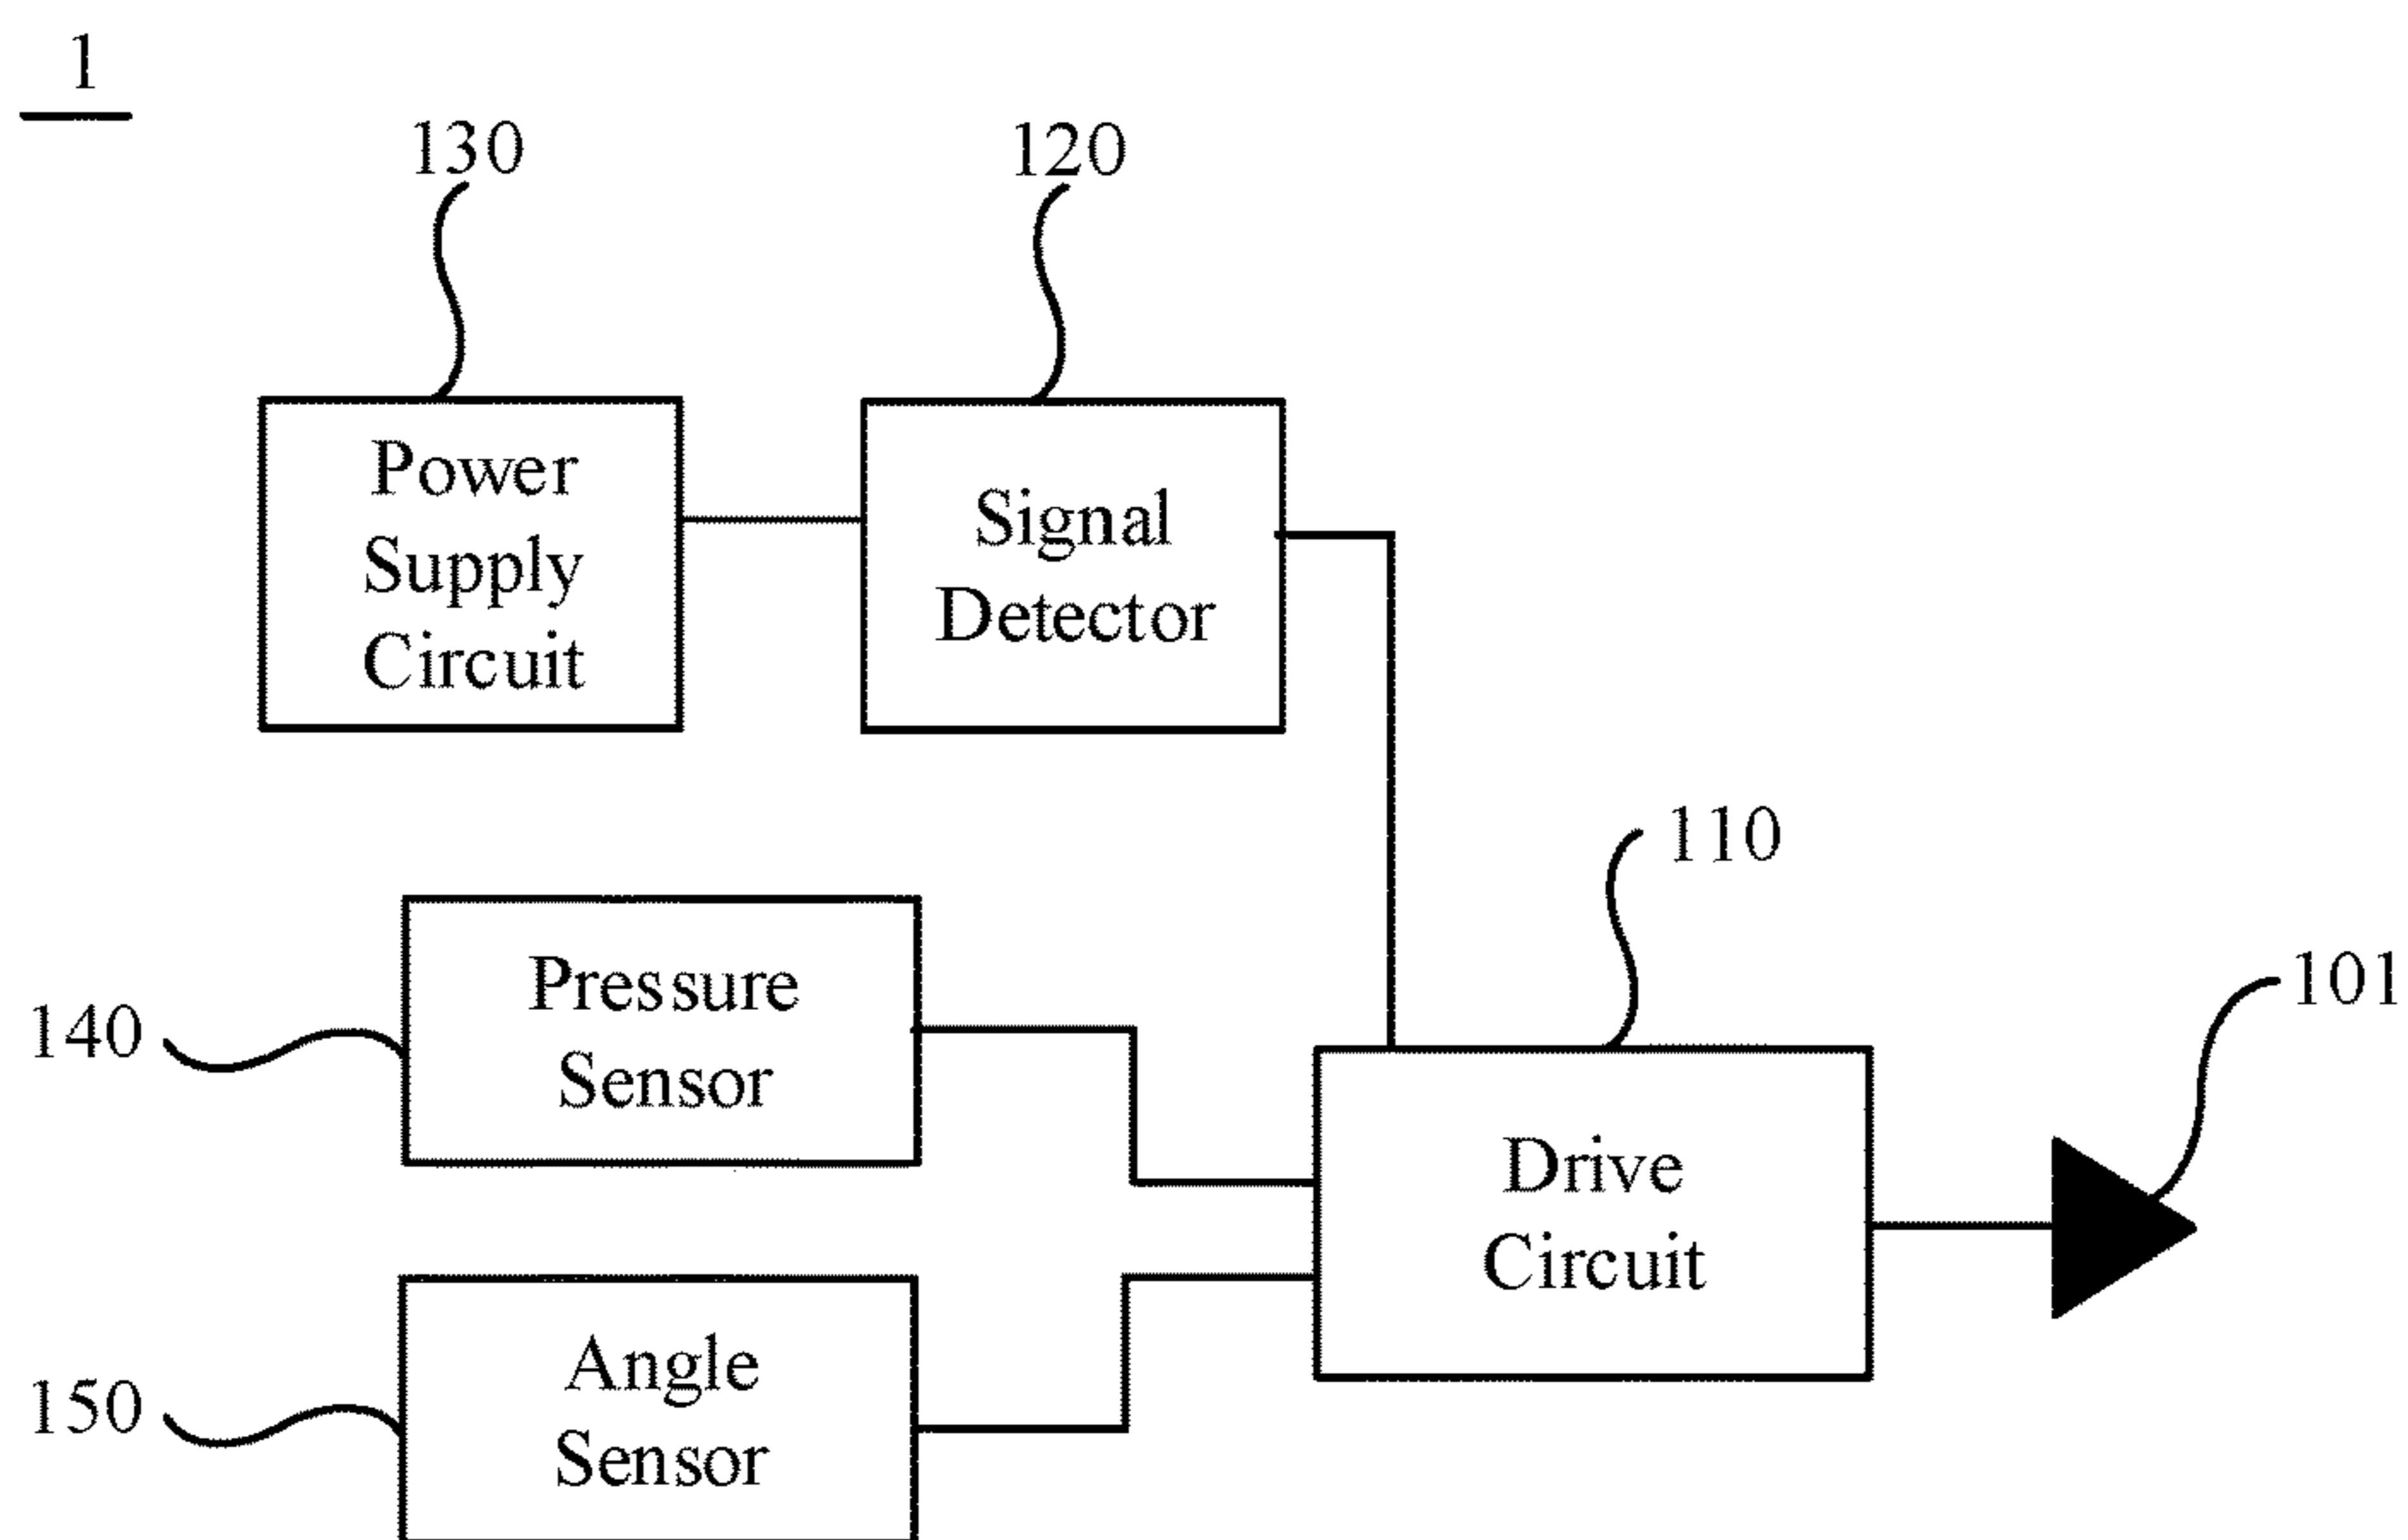 1
130
120
Power
Supply
Circuit
Signal
Detector
110
101
Pressure
Sensor
140
Drive
Circuit
Angle
Sensor
150